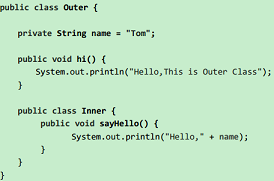 public class Outer {
private String name = "Tom";
public void hi() {
System.out.println("Hello,This is Outer Class");
}
public class Inner {
public void sayHello() {
System.out.println("Hello," + name);
}
}
}